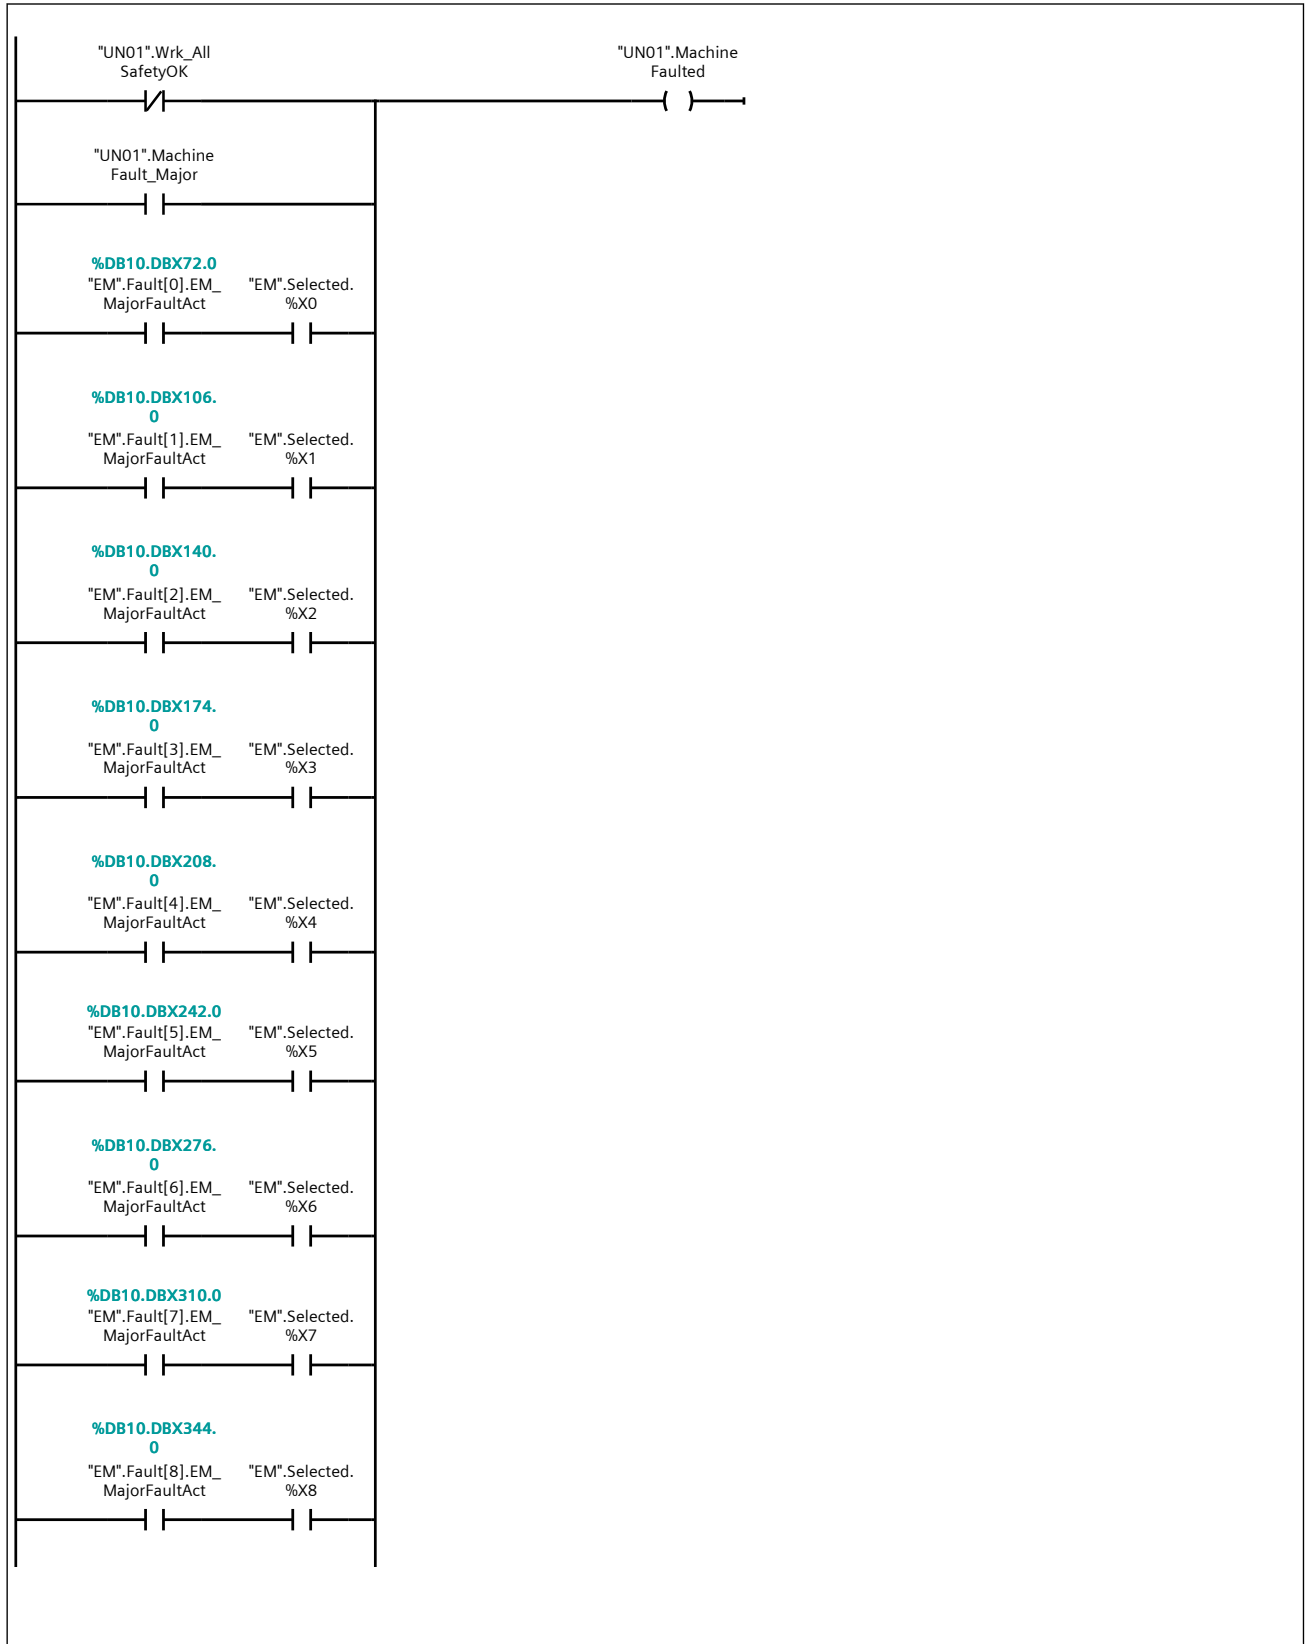 "UN01".Wrk_All
SafetyOK
"UN01".Machine
Faulted
"UN01".Machine
Fault_Major
%DB10.DBX72.0
"EM".Fault[0].EM_
MajorFaultAct
"EM".Selected.
%X0
%DB10.DBX106.
0
"EM".Fault[1].EM_
MajorFaultAct
"EM".Selected.
%X1
%DB10.DBX140.
0
"EM".Fault[2].EM_
MajorFaultAct
"EM".Selected.
%X2
%DB10.DBX174.
0
"EM".Fault[3].EM_
MajorFaultAct
"EM".Selected.
%X3
%DB10.DBX208.
0
"EM".Fault[4].EM_
MajorFaultAct
"EM".Selected.
%X4
%DB10.DBX242.0
"EM".Fault[5].EM_
MajorFaultAct
"EM".Selected.
%X5
%DB10.DBX276.
0
"EM".Fault[6].EM_
MajorFaultAct
"EM".Selected.
%X6
%DB10.DBX310.0
"EM".Fault[7].EM_
MajorFaultAct
"EM".Selected.
%X7
%DB10.DBX344.
0
"EM".Fault[8].EM_
MajorFaultAct
"EM".Selected.
%X8